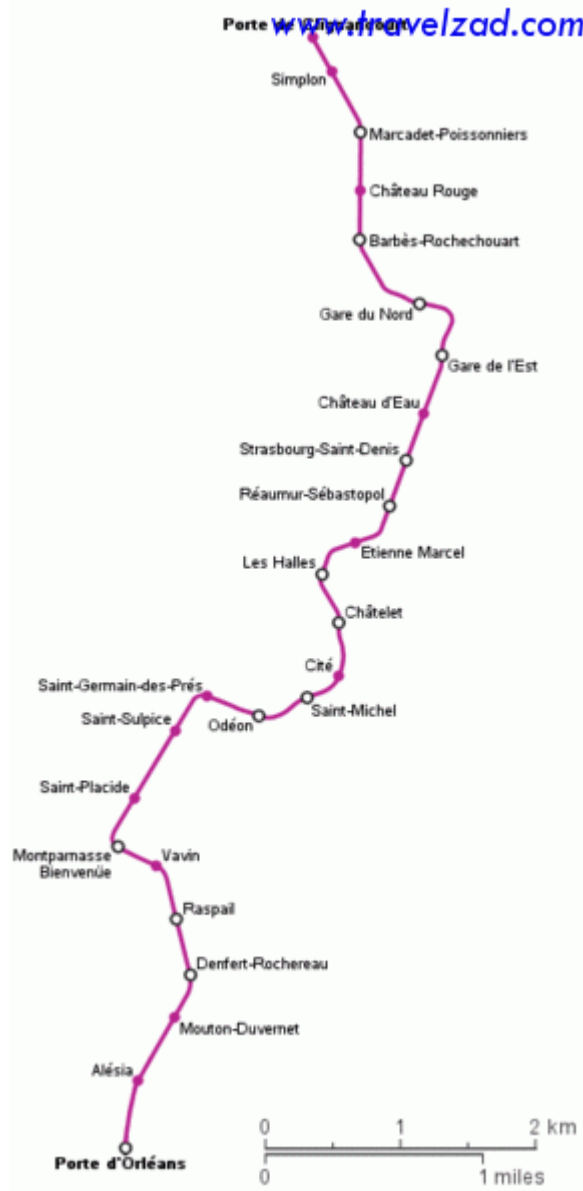 Porte de
www.travelzad.com
Simplon
Marcadet-Poissonniers
Château Rouge
Barbès-Rochechouart
Gare du Nord
Gare de l'Est
Château d'Eau
Strasbourg-Saint-Denis
Réaumur-Sébastopol
Etienne Marcel
Les Halles
Châtelet
Cité
Saint-Germain-des-Prés
Saint-Michel
Odéon
Saint-Sulpice
Saint-Placide
Montparnasse
Bienvenüe
Vavin
Raspail
Denfert-Rochereau
Mouton-Duvernet
Alésia
Porte d'Orléans
0 1 2 km
0 1 miles